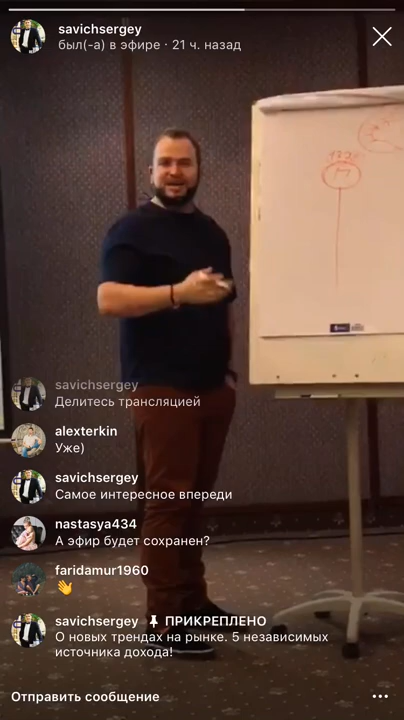 savichsergey
был(-а) в эфире · 21 ч. назад
savichsergey
Делитесь трансляцией
alexterkin
Уже)
savichsergey
Самое интересное впереди
nastasya434
А эфир будет сохранен?
faridamur1960
👋
savichsergey 📌 ПРИКРЕПЛЕНО
О новых трендах на рынке. 5 независимых
источника дохода!
Отправить сообщение